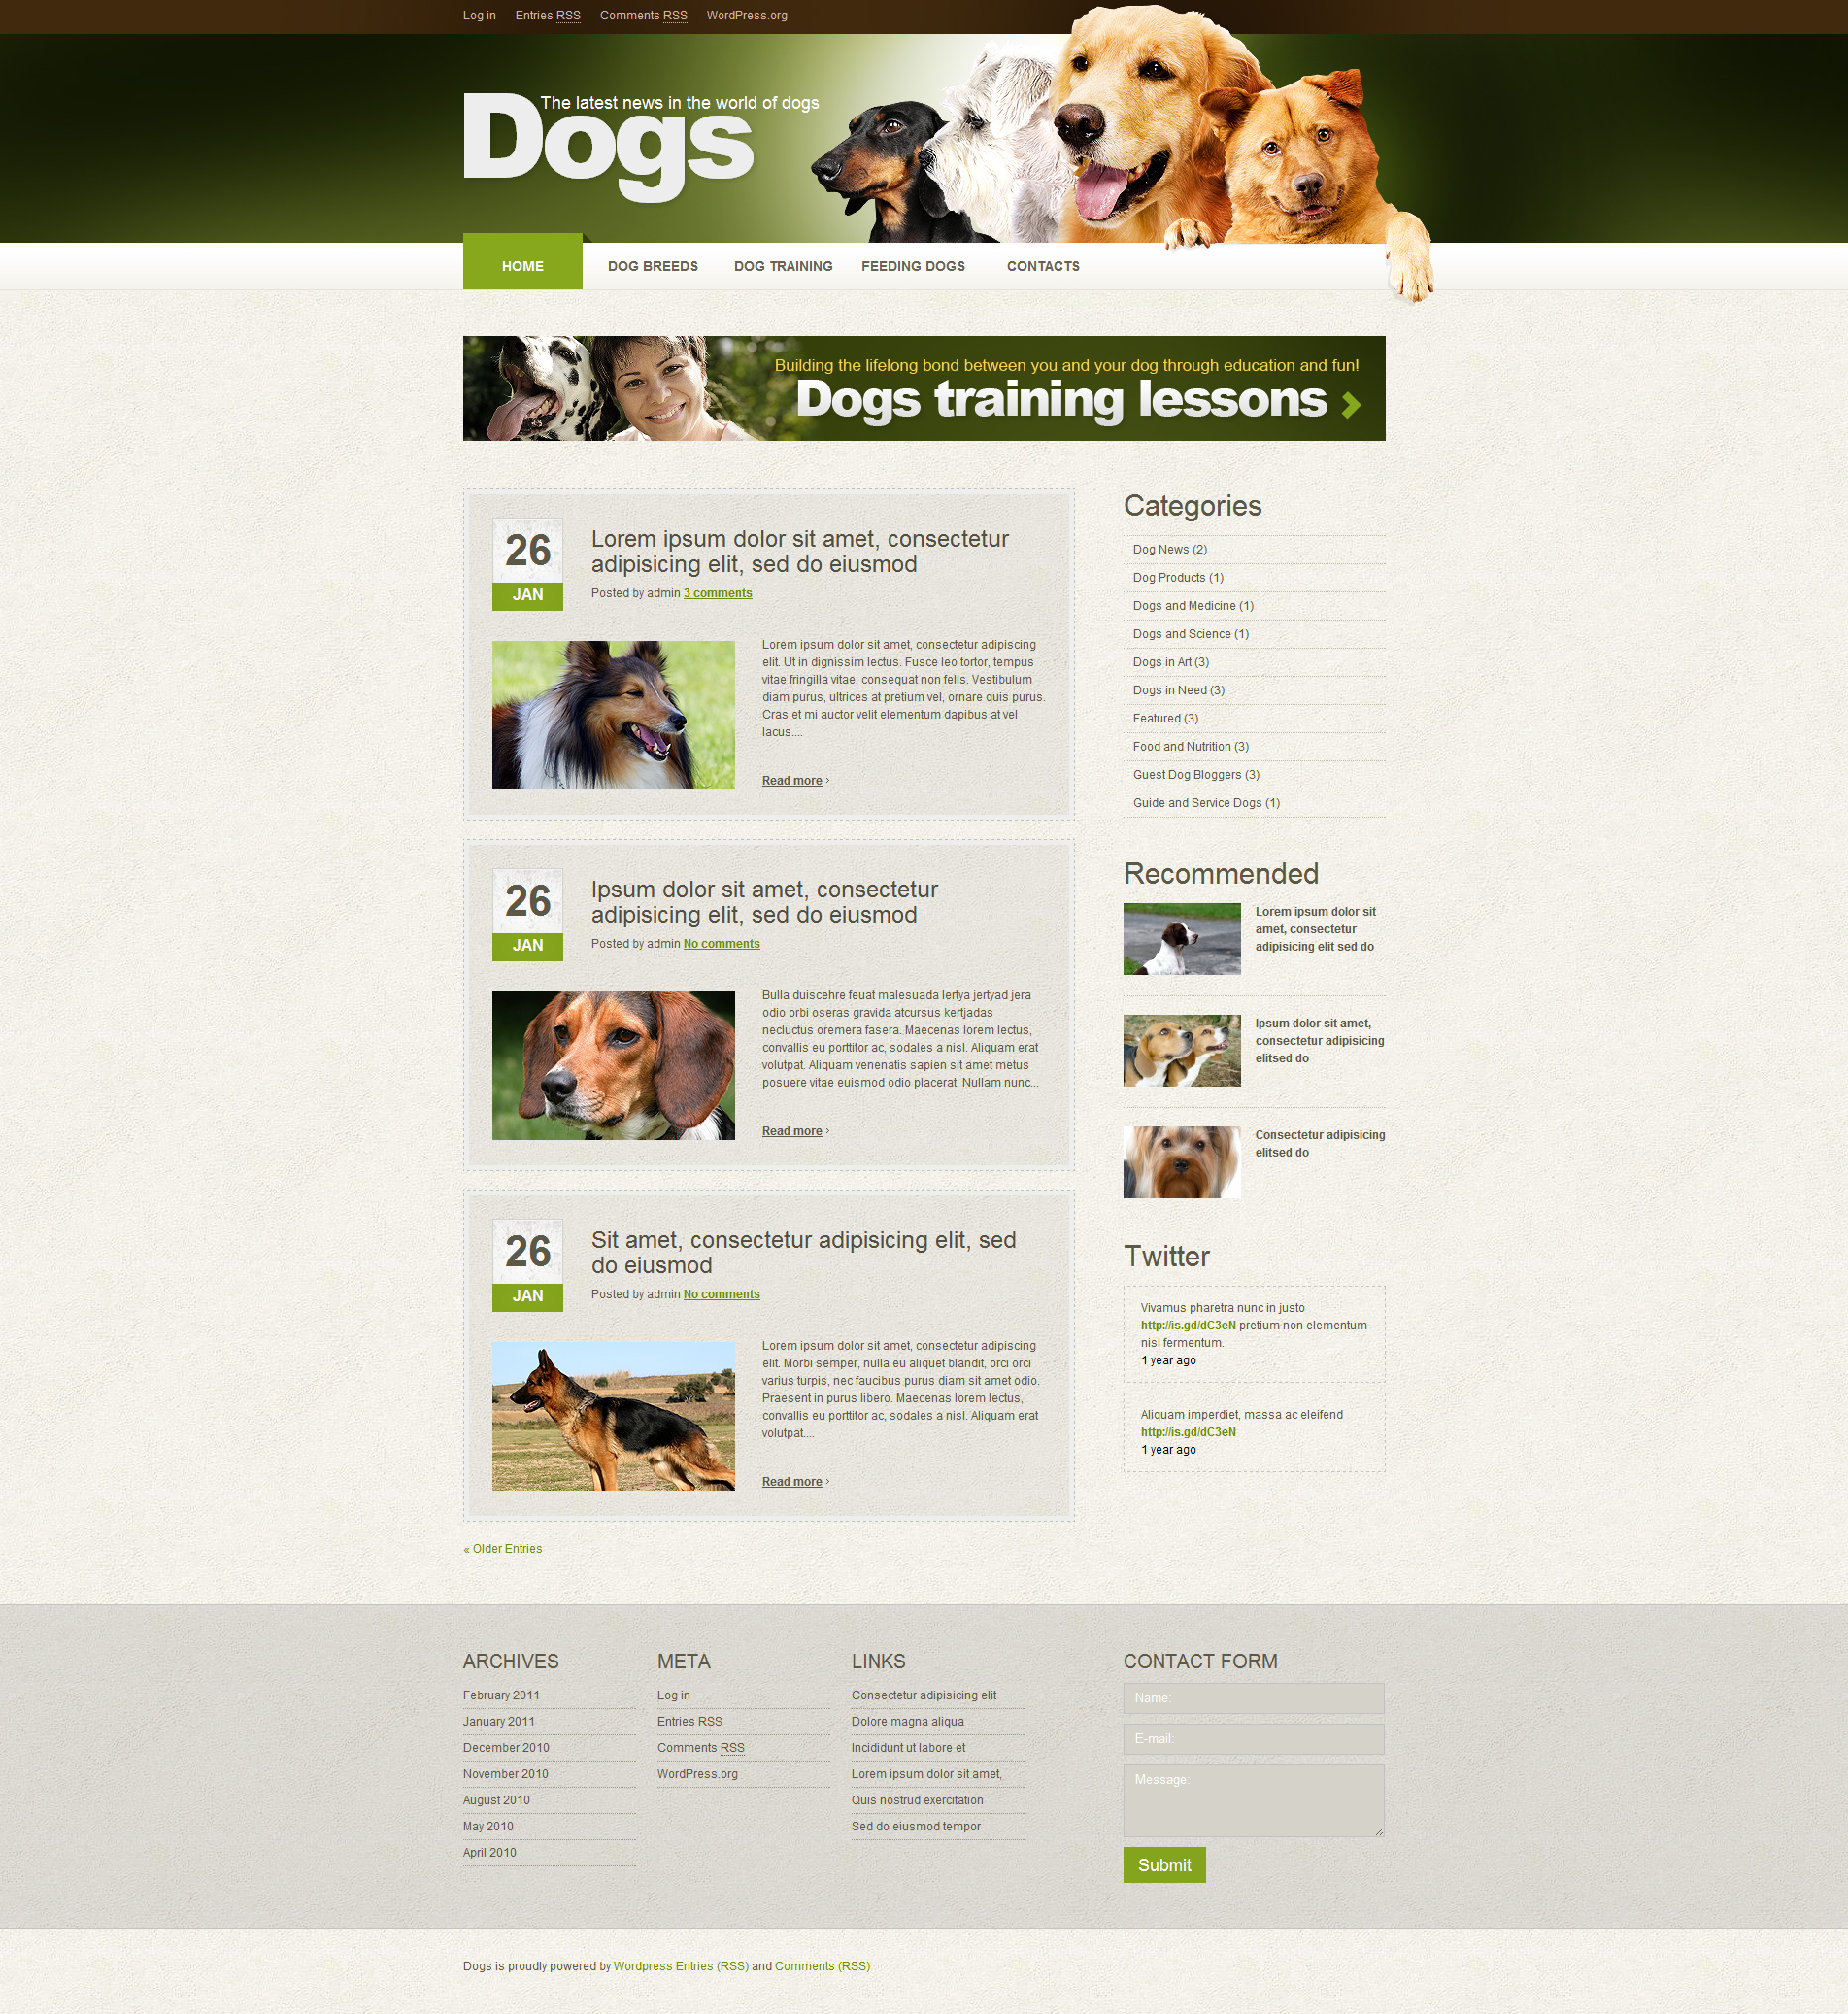 Log in Entries RSS Comments RSS WordPress.org
The latest news in the world of dogs
Dogs
HOME DOG BREEDS DOG TRAINING FEEDING DOGS CONTACTS
Building the lifelong bond between you and your dog through education and fun!
Dogs training lessons
26
JAN
Lorem ipsum dolor sit amet, consectetur
adipisicing elit, sed do eiusmod
Posted by admin 3 comments
Lorem ipsum dolor sit amet, consectetur adipiscing
elit. Ut in dignissim lectus. Fusce leo tortor, tempus
vitae fringilla vitae, consequat non felis. Vestibulum
diam purus, ultrices at pretium vel, ornare quis purus.
Cras et mi auctor velit elementum dapibus at vel
lacus....
Read more ›
26
JAN
Ipsum dolor sit amet, consectetur
adipisicing elit, sed do eiusmod
Posted by admin No comments
Bulla duiscehre feuat malesuada lertya jertyad jera
odio orbi oseras gravida atcursus kertjadas
necluctus oremera fasera. Maecenas lorem lectus,
convallis eu porttitor ac, sodales a nisl. Aliquam erat
volutpat. Aliquam venenatis sapien sit amet metus
posuere vitae euismod odio placerat. Nullam nunc...
Read more ›
26
JAN
Sit amet, consectetur adipisicing elit, sed
do eiusmod
Posted by admin No comments
Lorem ipsum dolor sit amet, consectetur adipiscing
elit. Morbi semper, nulla eu aliquet blandit, orci orci
varius turpis, nec faucibus purus diam sit amet odio.
Praesent in purus libero. Maecenas lorem lectus,
convallis eu porttitor ac, sodales a nisl. Aliquam erat
volutpat....
Read more ›
« Older Entries
Categories
Dog News (2)
Dog Products (1)
Dogs and Medicine (1)
Dogs and Science (1)
Dogs in Art (3)
Dogs in Need (3)
Featured (3)
Food and Nutrition (3)
Guest Dog Bloggers (3)
Guide and Service Dogs (1)
Recommended
Lorem ipsum dolor sit
amet, consectetur
adipisicing elit sed do
Ipsum dolor sit amet,
consectetur adipisicing
elitsed do
Consectetur adipisicing
elitsed do
Twitter
Vivamus pharetra nunc in justo
http://is.gd/dC3eN pretium non elementum
nisl fermentum.
1 year ago
Aliquam imperdiet, massa ac eleifend
http://is.gd/dC3eN
1 year ago
ARCHIVES
February 2011
January 2011
December 2010
November 2010
August 2010
May 2010
April 2010
META
Log in
Entries RSS
Comments RSS
WordPress.org
LINKS
Consectetur adipisicing elit
Dolore magna aliqua
Incididunt ut labore et
Lorem ipsum dolor sit amet,
Quis nostrud exercitation
Sed do eiusmod tempor
CONTACT FORM
Name:
E-mail:
Message:
Submit
Dogs is proudly powered by Wordpress Entries (RSS) and Comments (RSS)